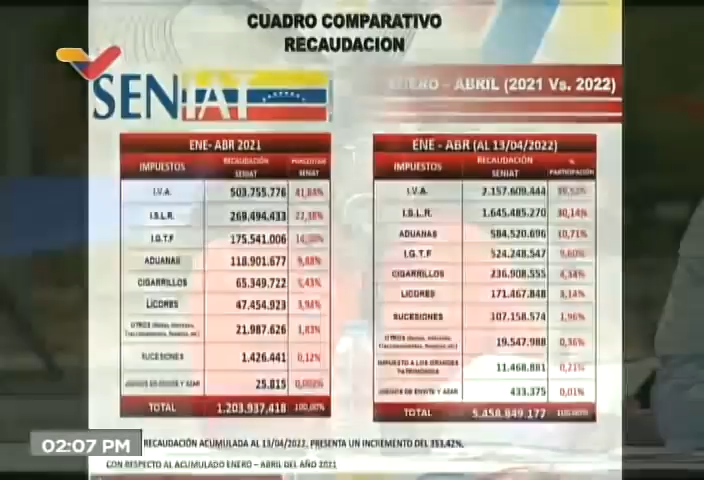 CUADRO COMPARATIVO
RECAUDACION
SENIAT
ENERO – ABRIL (2021 Vs. 2022)
ENE- ABR 2021
IMPUESTOS RECAUDACIÓN SENIAT PORCENTAJE SENIAT
I.V.A. 503.755.776 41,84%
I.S.L.R. 269.494.433 22,38%
I.G.T.F 175.541.006
ADUANAS 118.901.677 9,88%
CIGARRILLOS 65.349.722 5,43%
LICORES 47.454.923 3,94%
OTROS 21.987.626 1,83%
SUCESIONES 1.426.441 0,12%
JUEGOS DE ENVITE Y AZAR 25.815 0,002%
TOTAL 1.203.937.418 100,00%
ENE - ABR (AL 13/04/2022)
IMPUESTOS RECAUDACIÓN SENIAT % PARTICIPACIÓN
I.V.A. 2.157.609.444
I.S.L.R. 1.645.485.270 30,14%
ADUANAS 584.520.696 10,71%
I.G.T.F 524.248.547 9,60%
CIGARRILLOS 236.908.555 4,34%
LICORES 171.467.848 3,14%
SUCESIONES 107.158.574 1,96%
OTROS 19.547.988 0,36%
IMPUESTO A LOS GRANDES PATRIMONIOS 11.468.881 0,21%
JUEGOS DE ENVITE Y AZAR 433.375 0,01%
TOTAL 5.458.849.177 100,00%
RECAUDACIÓN ACUMULADA AL 13/04/2022, PRESENTA UN INCREMENTO DEL 353,42%.
CON RESPECTO AL ACUMULADO ENERO – ABRIL DEL AÑO 2021
02:07 PM